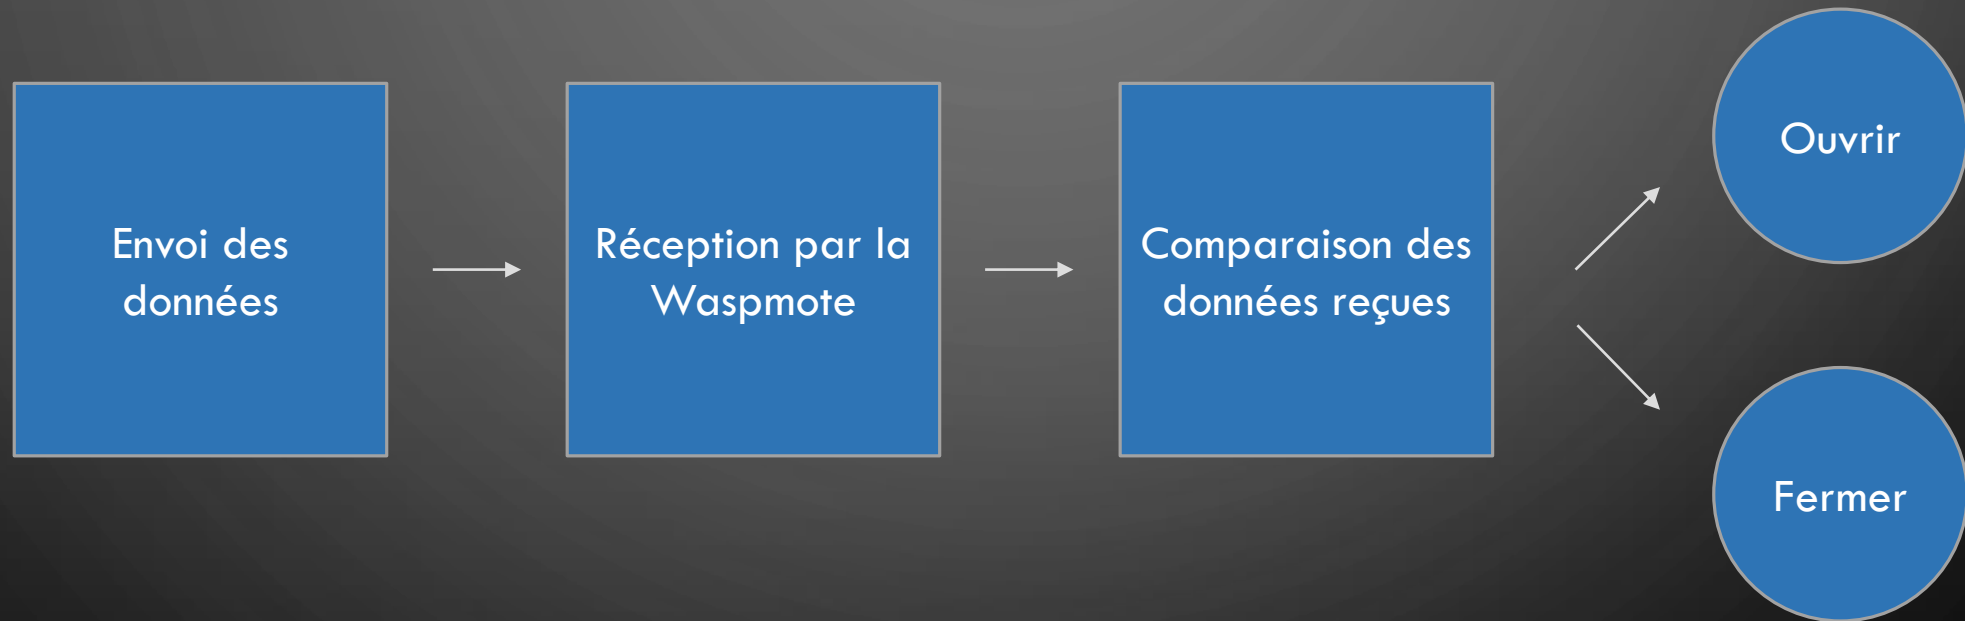 Envoi des
données
Réception par la
Waspmote
Comparaison des
données reçues
Ouvrir
Fermer